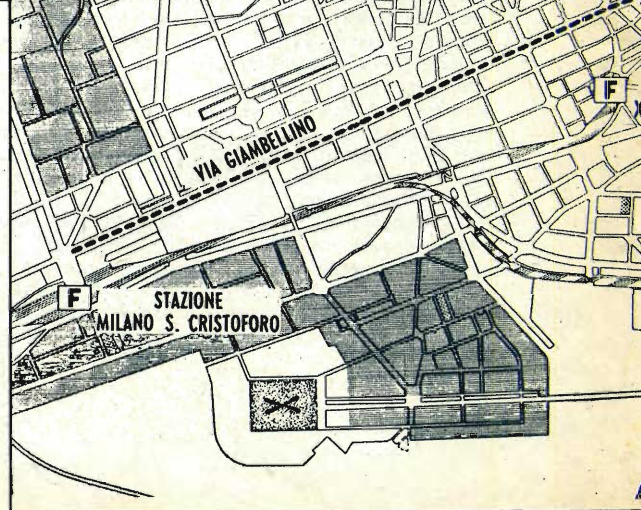 F
VIA GIAMBELLINO
F
STAZIONE
MILANO S. CRISTOFORO